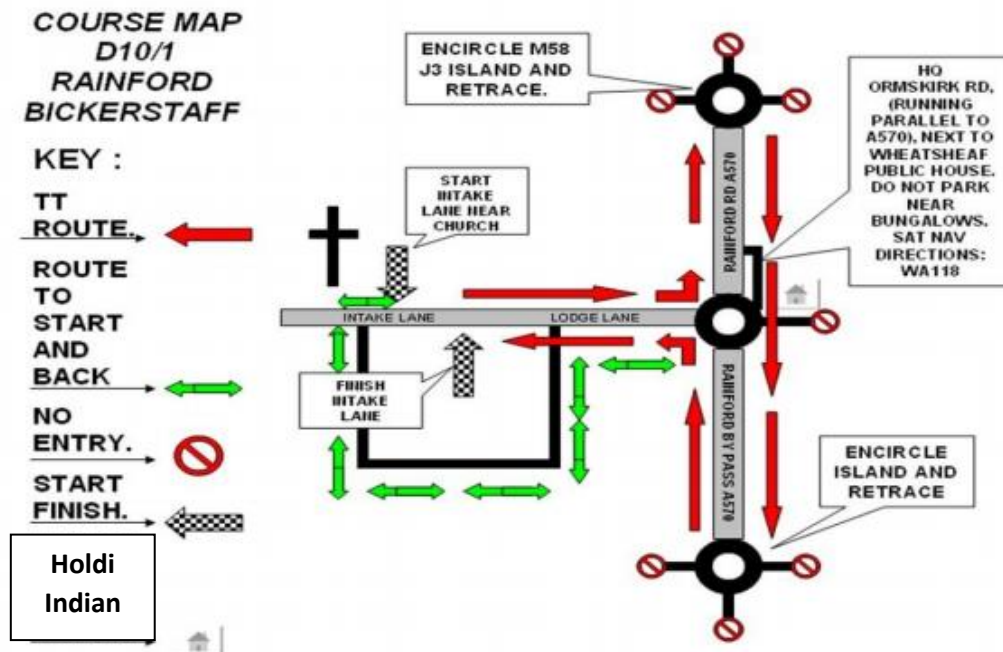 COURSE MAP
D10/1
RAINFORD
BICKERSTAFF
KEY :
TT
ROUTE.
ROUTE
TO
START
AND
BACK
NO
ENTRY.
START
FINISH.
Holdi
Indian
ENCIRCLE M58
J3 ISLAND AND
RETRACE.
START
INTAKE
LANE NEAR
CHURCH
HQ
ORMSKIRK RD,
(RUNNING
PARALLEL TO
A570), NEXT TO
WHEATSHEAF
PUBLIC HOUSE.
DO NOT PARK
NEAR
BUNGALOWS.
SAT NAV
DIRECTIONS:
WA118
RAINFORD RD A570
INTAKE LANE
LODGE LANE
FINISH
INTAKE
LANE
RAINFORD BY PASS A570
ENCIRCLE
ISLAND AND
RETRACE